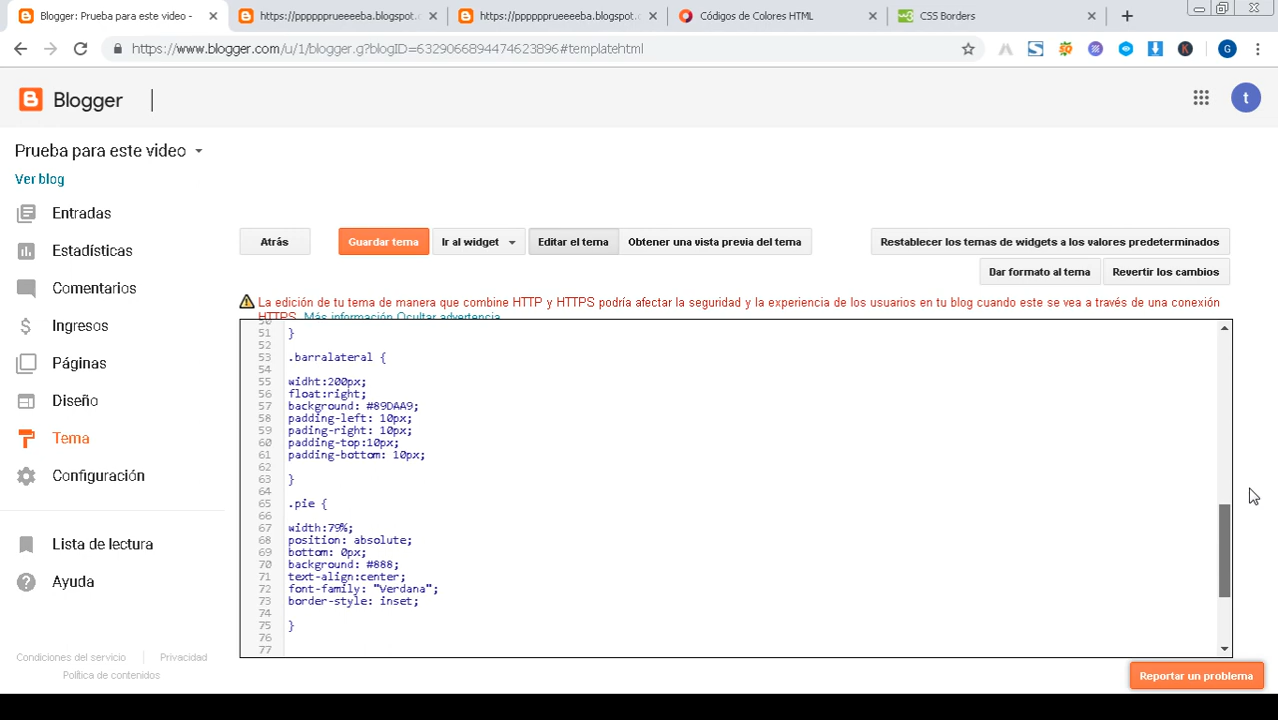 Blogger: Prueba para este video -
https://ppppppprueeeeba.blogspot.
https://ppppppprueeeeba.blogspot.
Códigos de Colores HTML
CSS Borders
https://www.blogger.com/u/1/blogger.g?blogID=6329066894474623896#templatehtml
G
Blogger
t
Prueba para este video
Ver blog
Entradas
Estadísticas
Comentarios
Ingresos
Páginas
Diseño
Tema
Configuración
Lista de lectura
Ayuda
Condiciones del servicio
Privacidad
Política de contenidos
Atrás
Guardar tema
Ir al widget
Editar el tema
Obtener una vista previa del tema
Restablecer los temas de widgets a los valores predeterminados
Dar formato al tema
Revertir los cambios
La edición de tu tema de manera que combine HTTP y HTTPS podría afectar la seguridad y la experiencia de los usuarios en tu blog cuando este se vea a través de una conexión
HTTPS. Más información Ocultar advertencia
50
51 }
52
53 .barralateral {
54
55 widht:200px;
56 float:right;
57 background: #89DAA9;
58 padding-left: 10px;
59 pading-right: 10px;
60 padding-top:10px;
61 padding-bottom: 10px;
62
63 }
64
65 .pie {
66
67 width:79%;
68 position: absolute;
69 bottom: 0px;
70 background: #888;
71 text-align:center;
72 font-family: "Verdana";
73 border-style: inset;
74
75 }
76
77
Reportar un problema